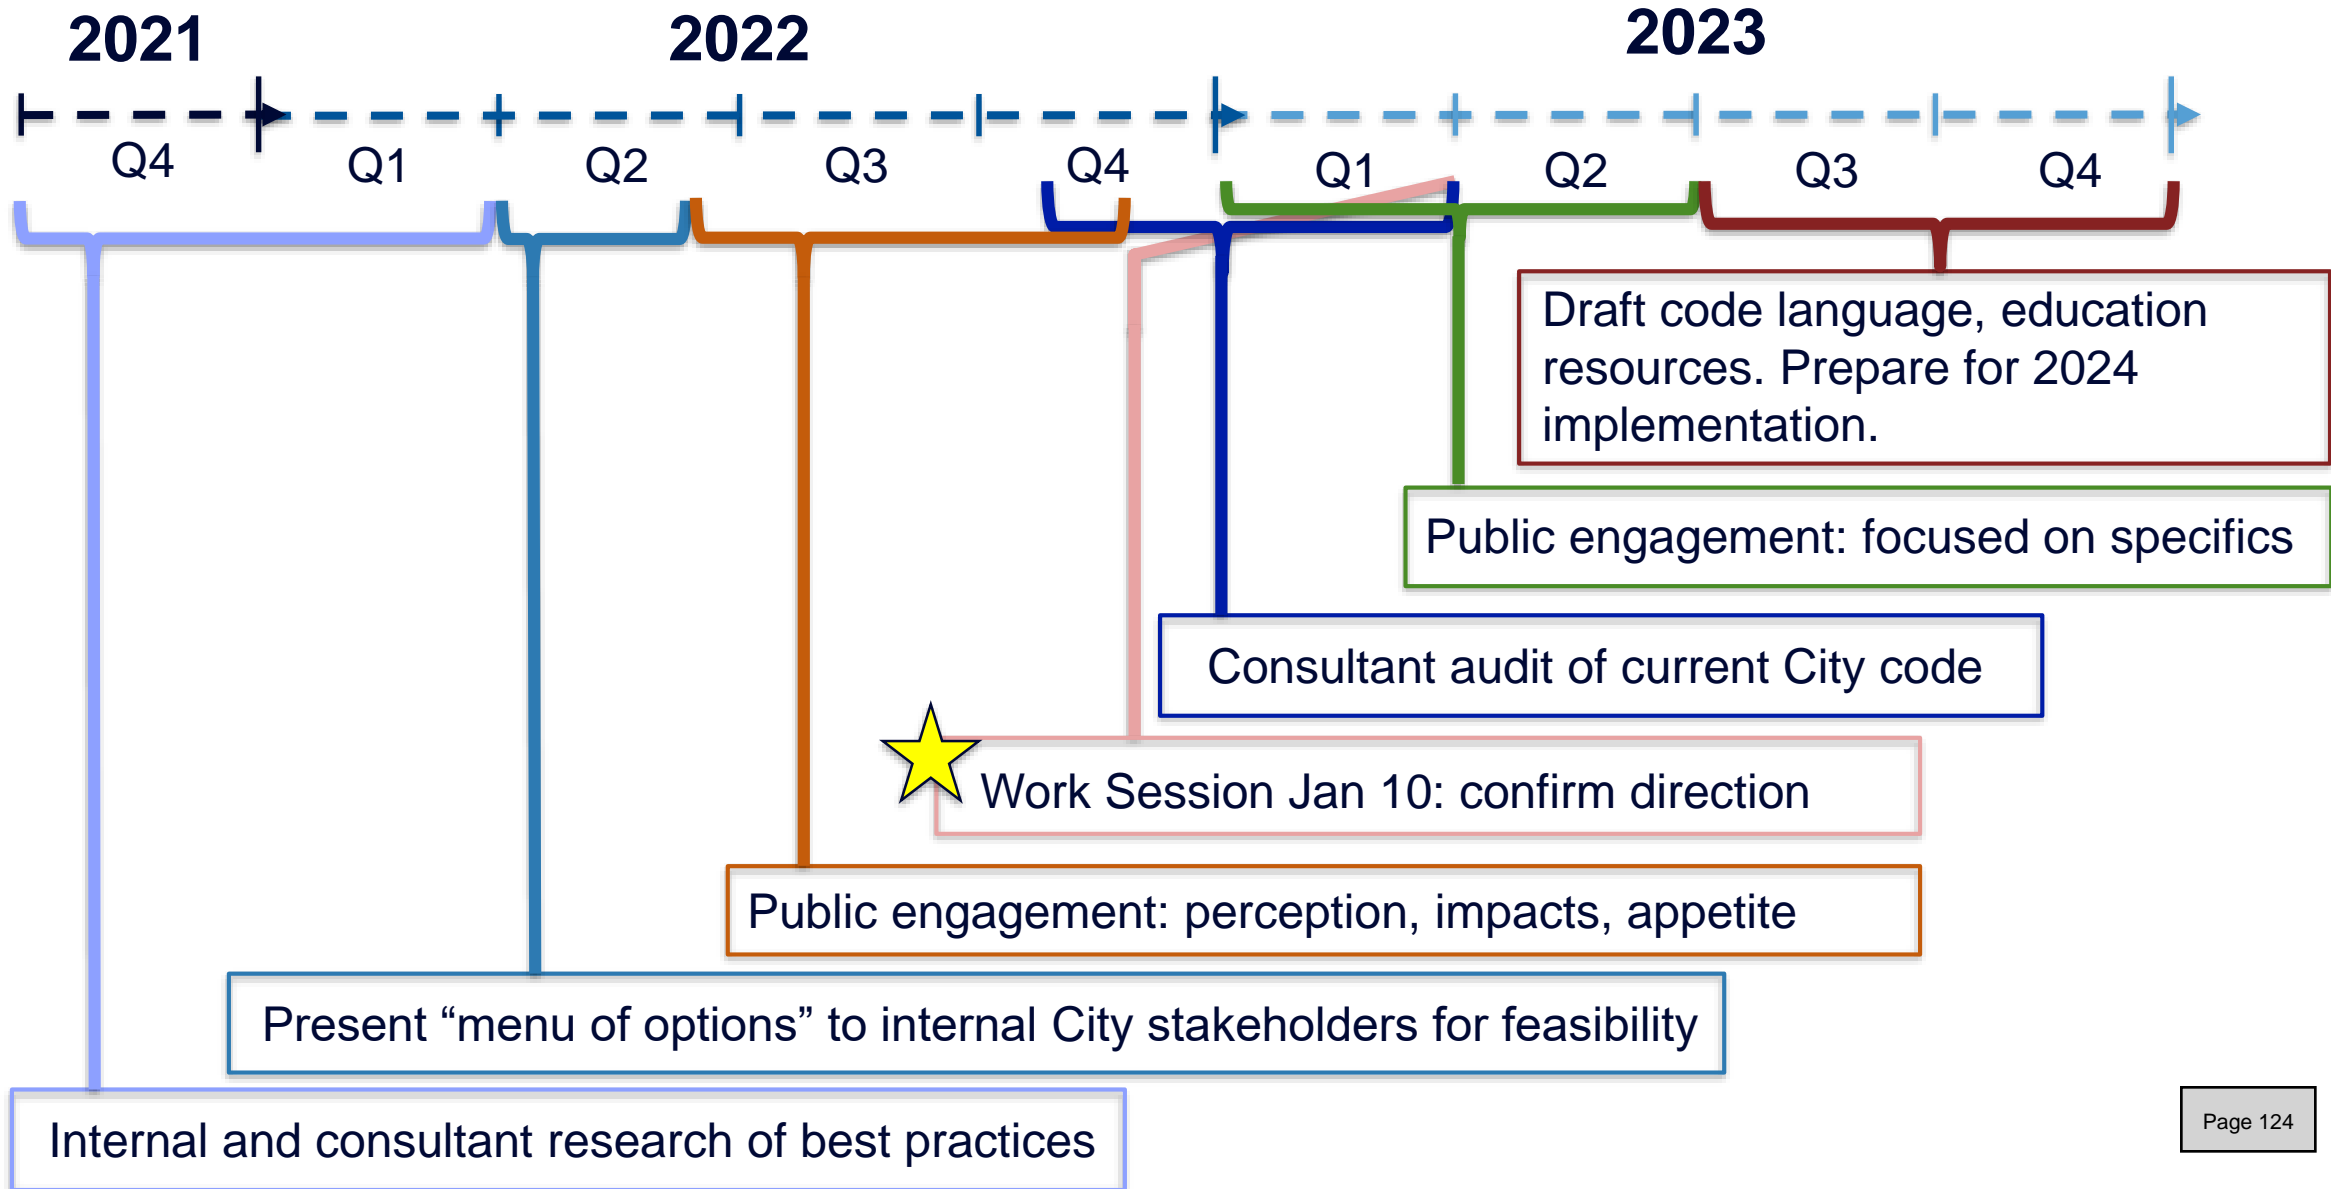 2021
2022
2023
Q4
Q1
Q2
Q3
Q4
Q1
Q2
Q3
Q4
Draft code language, education
resources. Prepare for 2024
implementation.
Public engagement: focused on specifics
Consultant audit of current City code
Work Session Jan 10: confirm direction
Public engagement: perception, impacts, appetite
Present “menu of options” to internal City stakeholders for feasibility
Internal and consultant research of best practices
Page 124